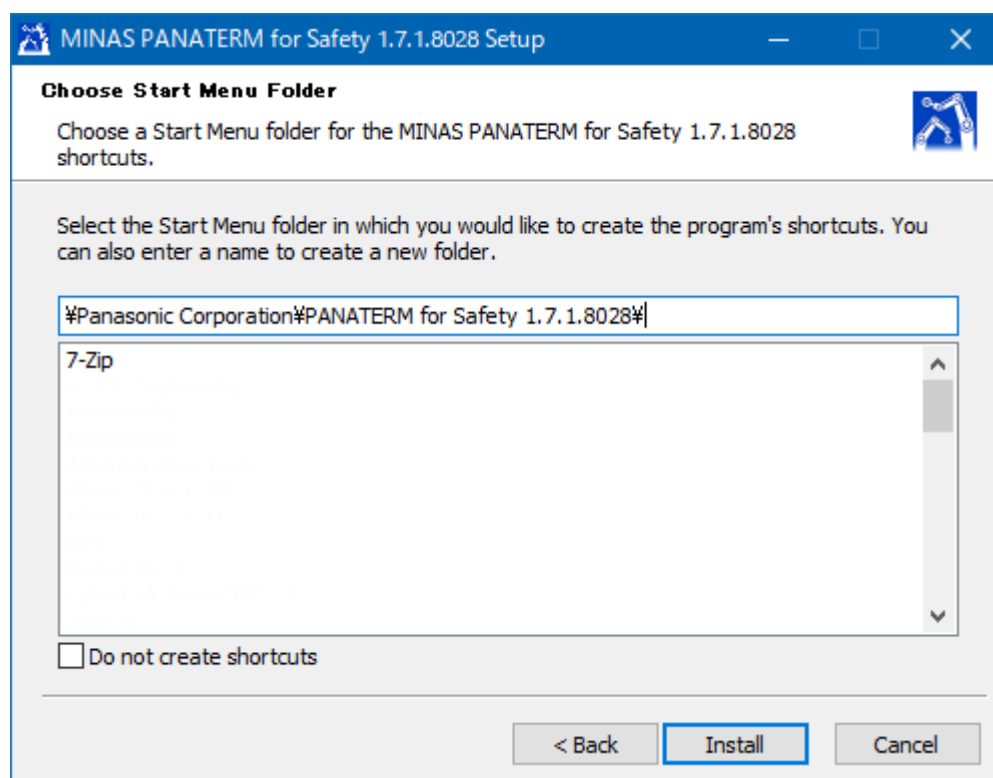 MINAS PANATERM for Safety 1.7.1.8028 Setup
Choose Start Menu Folder
Choose a Start Menu folder for the MINAS PANATERM for Safety 1.7.1.8028
shortcuts.
Select the Start Menu folder in which you would like to create the program's shortcuts. You
can also enter a name to create a new folder.
¥Panasonic Corporation¥PANATERM for Safety 1.7.1.8028¥
7-Zip
Do not create shortcuts
< Back
Install
Cancel